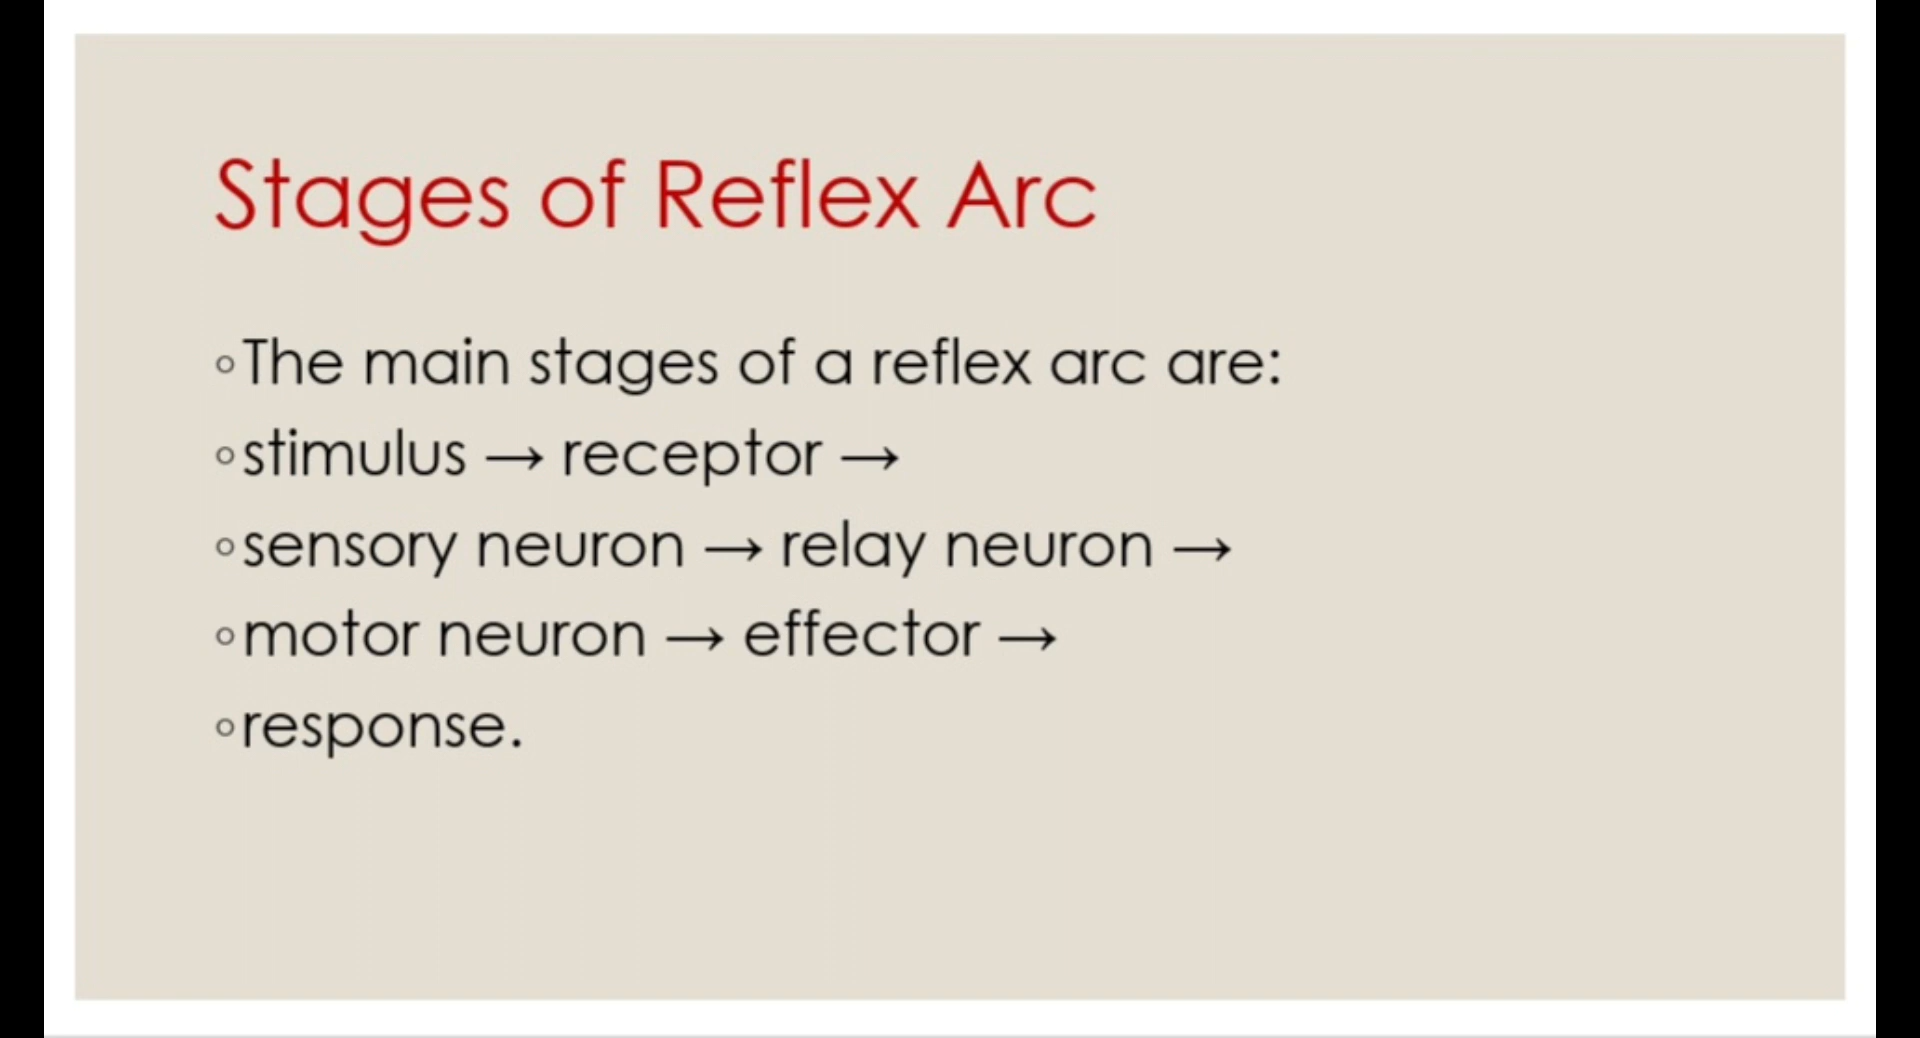 Stages of Reflex Arc
◦The main stages of a reflex arc are:
◦stimulus → receptor →
◦sensory neuron → relay neuron →
◦motor neuron → effector →
◦response.